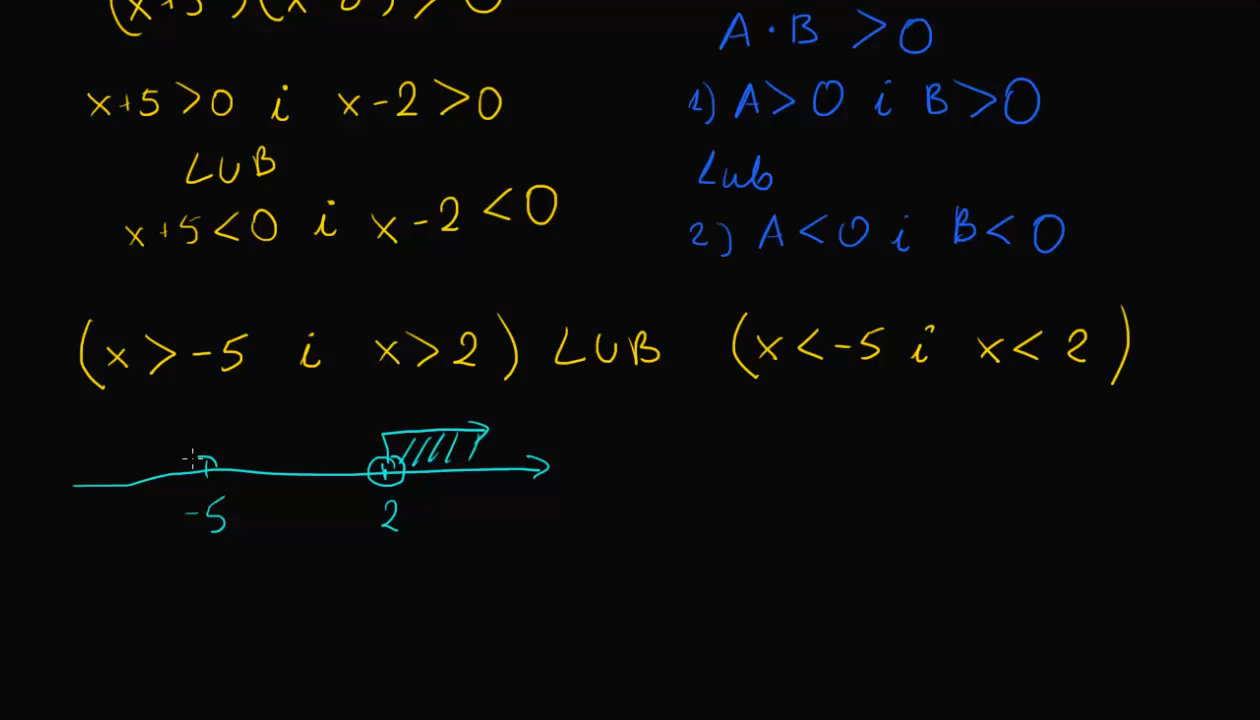 x+5>0 i x-2>0
LUB
x+5<0 i x-2<0
A·B >0
1) A>0 i B>0
Lub
2) A<0 i B<0
(x>-5 i x>2) LUB (x<-5 i x<2)
-5 2